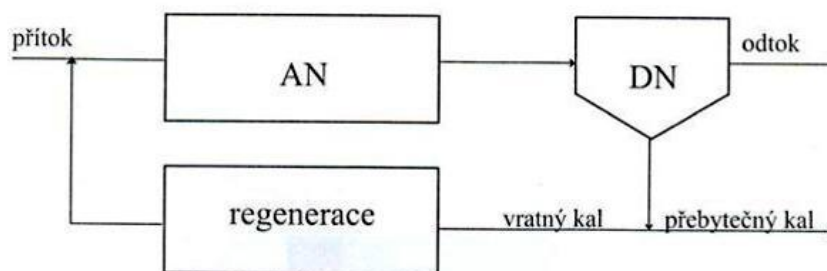 přítok
AN
DN
odtok
regenerace
vratný kal
přebytečný kal